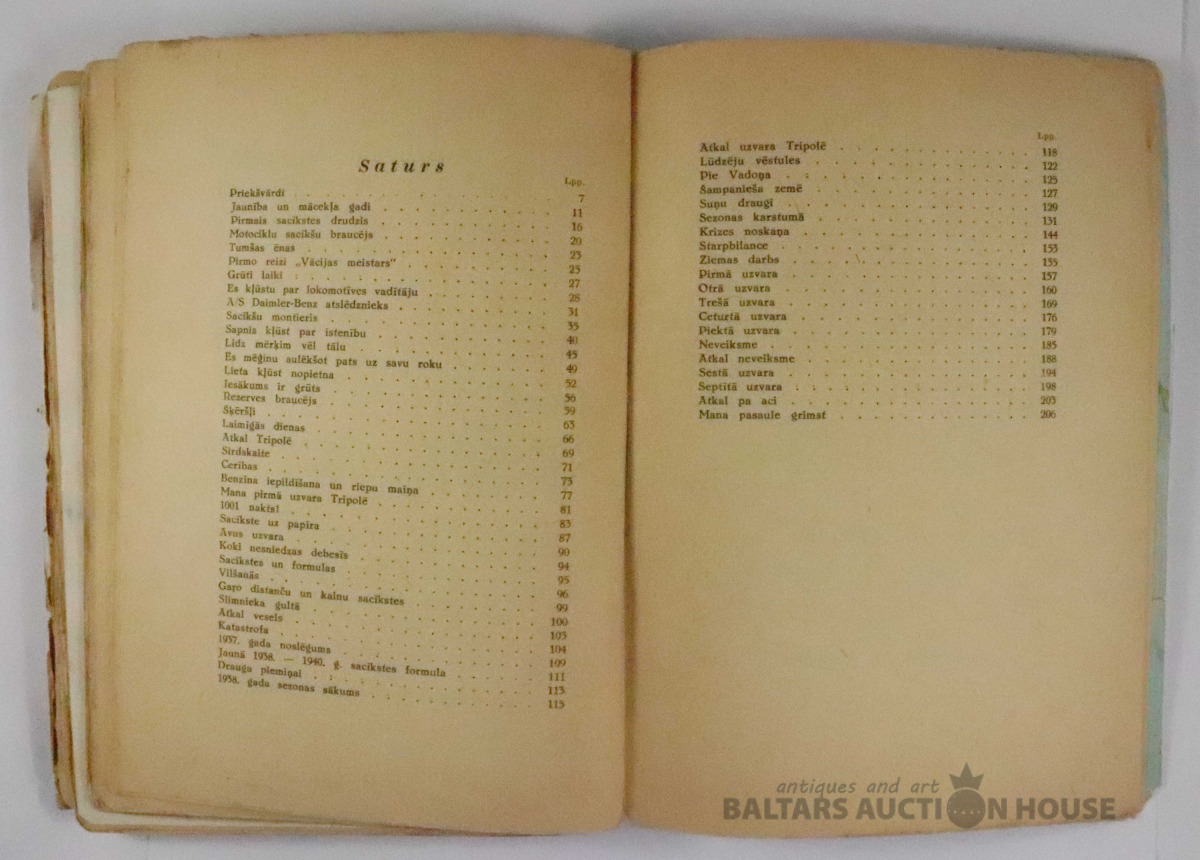 Saturs
Lpp.
Priekšvārdi 7
Jaunība un mācekļa gadi 11
Pirmais sacīkstes drudzis 16
Motociklu sacīkšu braucējs 20
Tumšas ēnas 23
Pirmo reizi „Vācijas meistars“ 25
Grūti laiki 27
Es kļūstu par lokomotīves vadītāju 28
A/S Daimler-Benz atslēdznieks 31
Sacīkšu montieris 35
Sapnis kļūst par īstenību 40
Līdz mērķim vēl tālu 45
Es mēģinu aulēkšot pats uz savu roku 49
Lieta kļūst nopietna 52
Iesākums ir grūts 56
Rezerves braucējs 59
Šķēršļi 63
Laimīgās dienas 66
Atkal Tripolē 69
Sirdskaite 71
Cerības 73
Benzina iepildīšana un riepu maiņa 77
Mana pirmā uzvara Tripolē 81
1001 nakts! 83
Sacīkste uz papira 87
Avus uzvara 90
Koki nesniedzas debesīs 94
Sacīkstes un formulas 95
Vilšanās 96
Gaŗo distanču un kalnu sacīkstes 99
Slimnieka gultā 100
Atkal vesels 103
Katastrofa 104
1937. gada noslēgums 109
Jaunā 1938. — 1940. g. sacīkstes formula 111
Drauga piemiņai 113
1938. gada sezonas sākums 115
Lpp.
Atkal uzvara Tripolē 118
Lūdzēju vēstules 122
Pie Vadoņa 125
Šampanieša zemē 127
Suņu draugi 129
Sezonas karstumā 131
Krizes noskaņa 144
Starpbilance 153
Ziemas darbs 155
Pirmā uzvara 157
Otrā uzvara 160
Trešā uzvara 169
Ceturtā uzvara 176
Piektā uzvara 179
Neveiksme 185
Atkal neveiksme 188
Sestā uzvara 194
Septītā uzvara 198
Atkal pa aci 203
Mana pasaule grimst 206
antiques and art
BALTARS AUCTION HOUSE